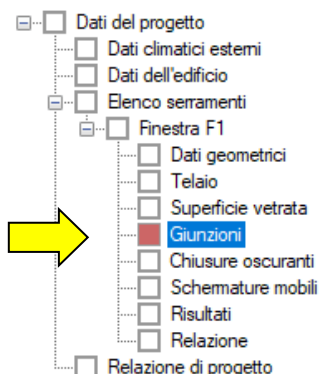 Dati del progetto
Dati climatici esterni
Dati dell'edificio
Elenco serramenti
Finestra F1
Dati geometrici
Telaio
Superficie vetrata
Giunzioni
Chiusure oscuranti
Schermature mobili
Risultati
Relazione
Relazione di progetto